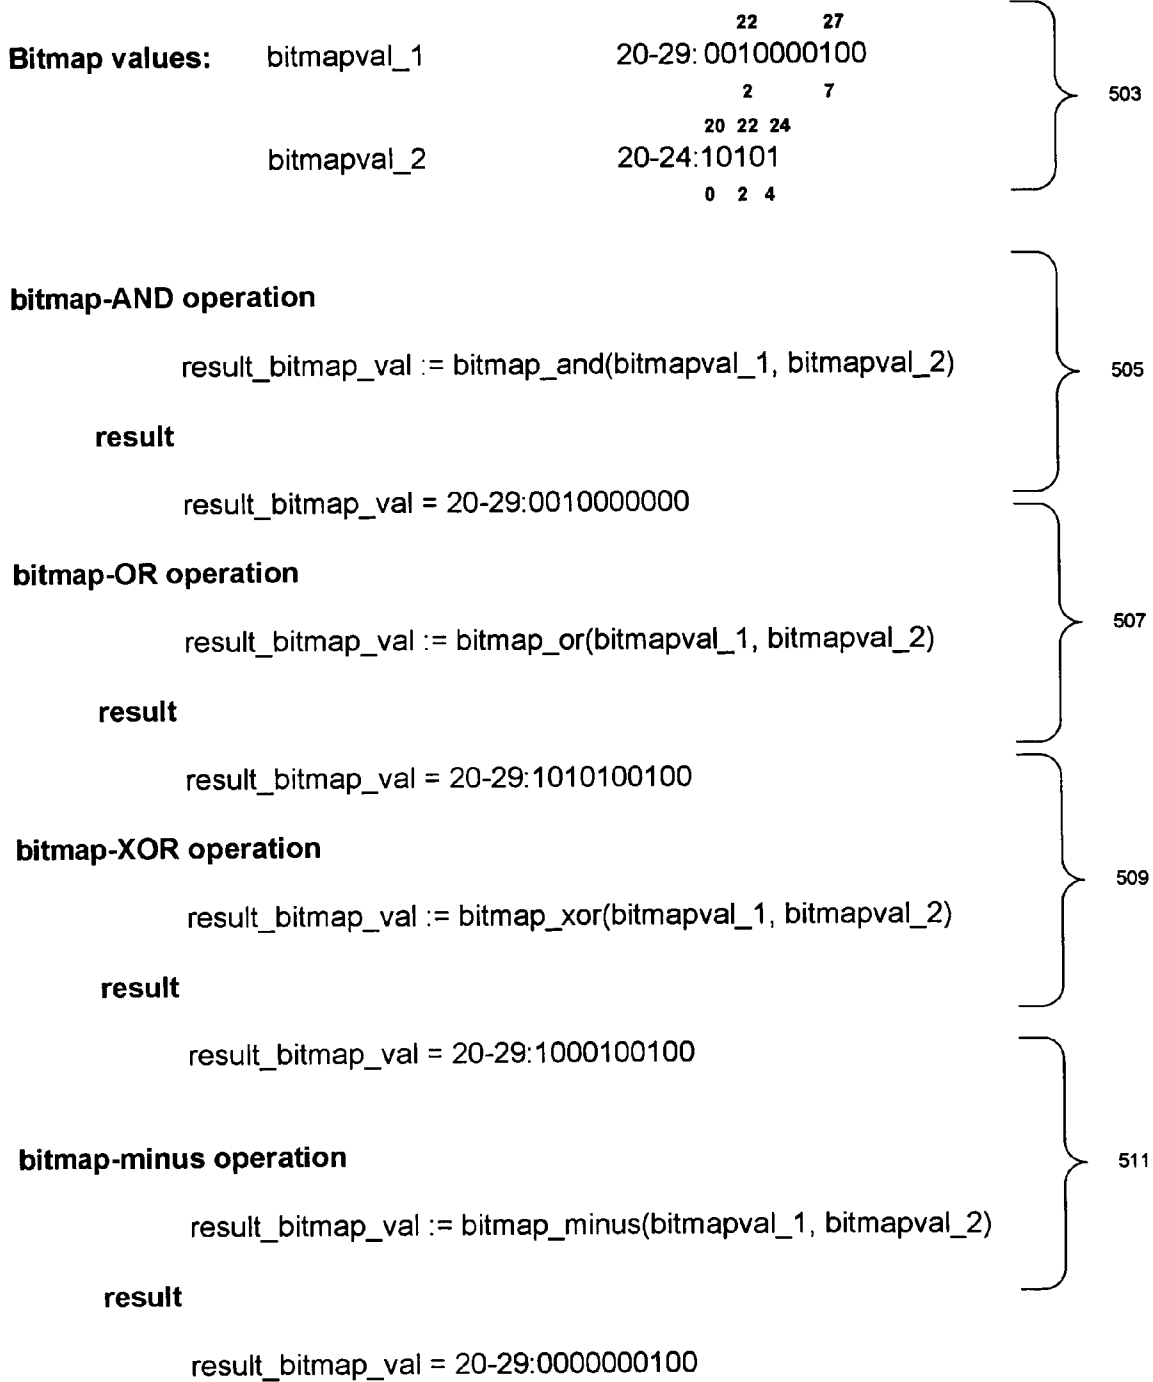 22 27
Bitmap values: bitmapval_1 20-29: 0010000100
2 7
503
20 22 24
bitmapval_2 20-24:10101
0 2 4
bitmap-AND operation
result_bitmap_val := bitmap_and(bitmapval_1, bitmapval_2)
505
result
result_bitmap_val = 20-29:0010000000
bitmap-OR operation
507
result_bitmap_val := bitmap_or(bitmapval_1, bitmapval_2)
result
result_bitmap_val = 20-29:1010100100
bitmap-XOR operation
509
result_bitmap_val := bitmap_xor(bitmapval_1, bitmapval_2)
result
result_bitmap_val = 20-29:1000100100
bitmap-minus operation
511
result_bitmap_val := bitmap_minus(bitmapval_1, bitmapval_2)
result
result_bitmap_val = 20-29:0000000100